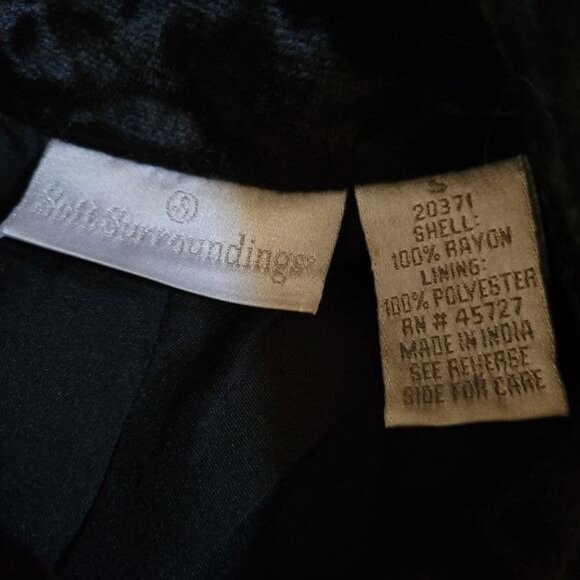 S
Soft Surroundings
S
20371
SHELL:
100% RAYON
LINING:
100% POLYESTER
RN # 45727
MADE IN INDIA
SEE REVERSE
SIDE FOR CARE